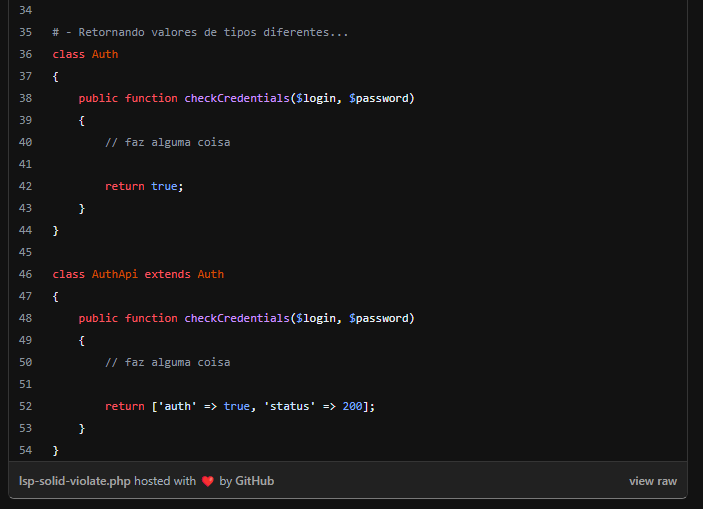 34
35 # - Retornando valores de tipos diferentes...
36 class Auth
37 {
38     public function checkCredentials($login, $password)
39     {
40         // faz alguma coisa
41
42         return true;
43     }
44 }
45
46 class AuthApi extends Auth
47 {
48     public function checkCredentials($login, $password)
49     {
50         // faz alguma coisa
51
52         return ['auth' => true, 'status' => 200];
53     }
54 }
lsp-solid-violate.php hosted with ❤ by GitHub view raw